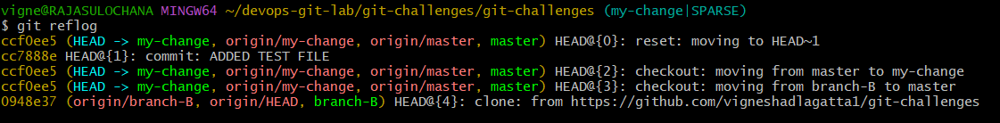 vigne@RAJASULOCHANA MINGW64 ~/devops-git-lab/git-challenges/git-challenges (my-change|SPARSE)
$ git reflog
ccf0ee5 (HEAD -> my-change, origin/my-change, origin/master, master) HEAD@{0}: reset: moving to HEAD~1
cc7888e HEAD@{1}: commit: ADDED TEST FILE
ccf0ee5 (HEAD -> my-change, origin/my-change, origin/master, master) HEAD@{2}: checkout: moving from master to my-change
ccf0ee5 (HEAD -> my-change, origin/my-change, origin/master, master) HEAD@{3}: checkout: moving from branch-B to master
0948e37 (origin/branch-B, origin/HEAD, branch-B) HEAD@{4}: clone: from https://github.com/vigneshadlagatta1/git-challenges